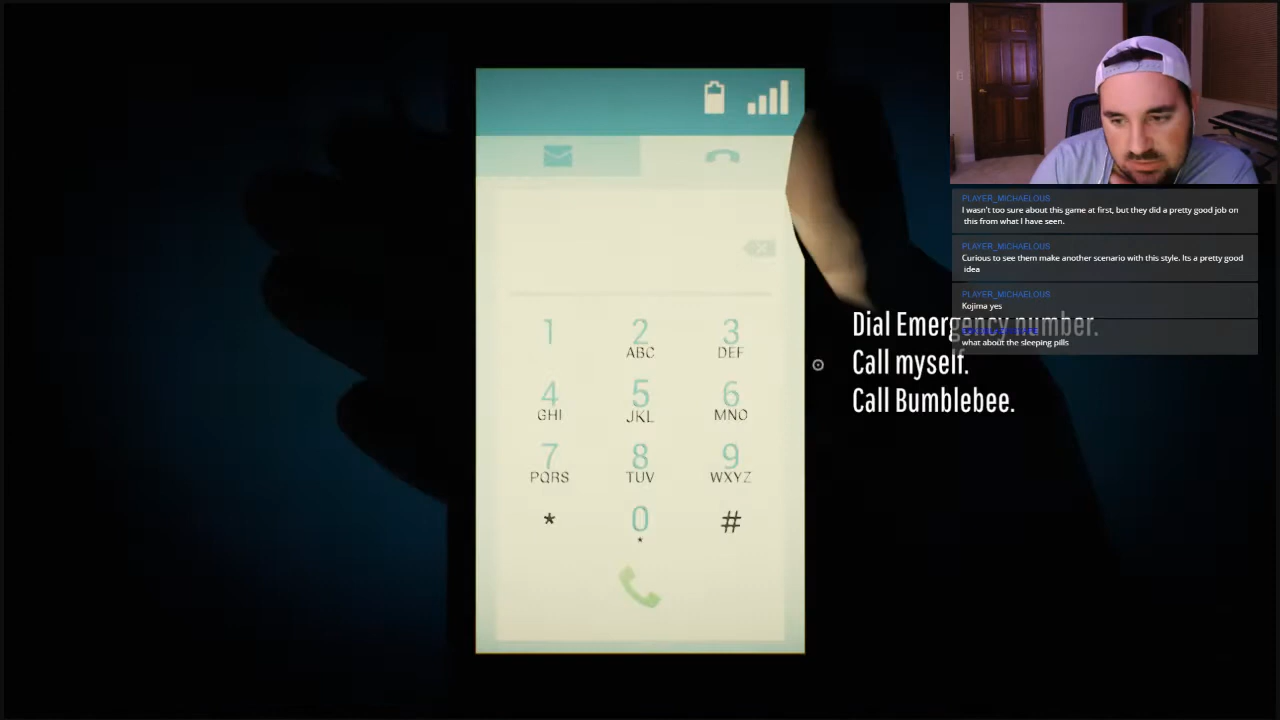 PLAYER_MICHAELOUS
I wasn't too sure about this game at first, but they did a pretty good job on
this from what I have seen.
PLAYER_MICHAELOUS
Curious to see them make another scenario with this style. Its a pretty good
idea
PLAYER_MICHAELOUS
Kojima yes
what about the sleeping pills
Dial Emergency number.
Call myself.
Call Bumblebee.
1 2 3
ABC DEF
4 5 6
GHI JKL MNO
7 8 9
PQRS TUV WXYZ
* 0 #